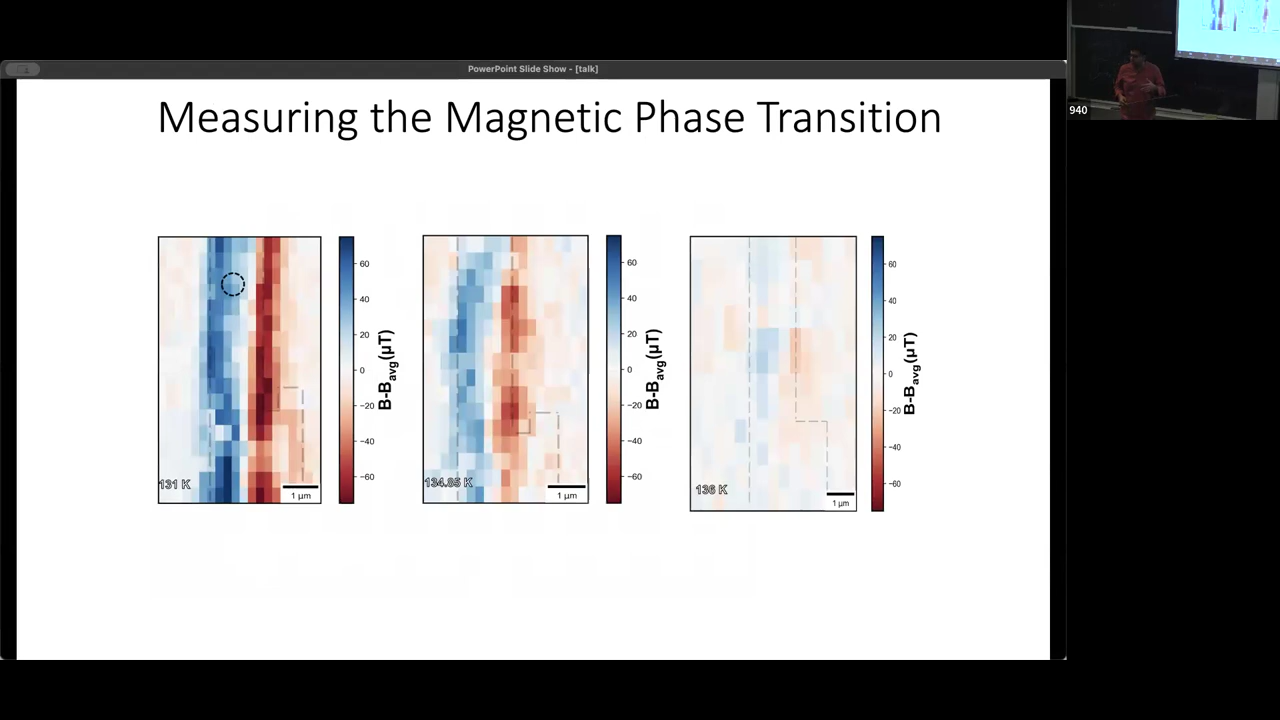 PowerPoint Slide Show - [talk]
940
Measuring the Magnetic Phase Transition
131 K
1 μm
60
40
20
0
−20
−40
−60
B-Bavg(μT)
134.85 K
1 μm
60
40
20
0
−20
−40
−60
B-Bavg(μT)
136 K
1 μm
60
40
20
0
−20
−40
−60
B-Bavg(μT)